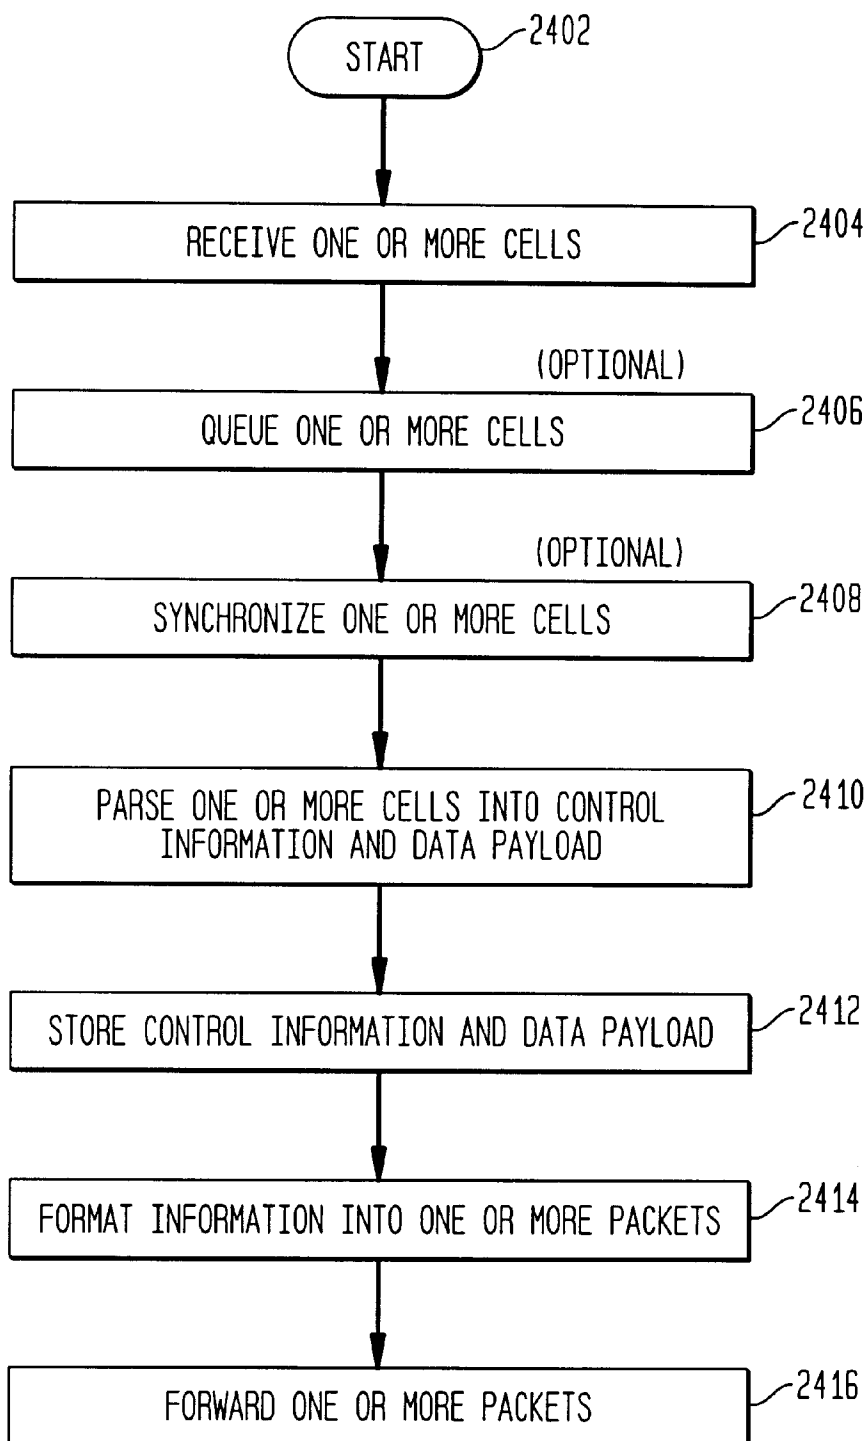 START
2402
RECEIVE ONE OR MORE CELLS
2404
(OPTIONAL)
QUEUE ONE OR MORE CELLS
2406
(OPTIONAL)
SYNCHRONIZE ONE OR MORE CELLS
2408
PARSE ONE OR MORE CELLS INTO CONTROL
INFORMATION AND DATA PAYLOAD
2410
STORE CONTROL INFORMATION AND DATA PAYLOAD
2412
FORMAT INFORMATION INTO ONE OR MORE PACKETS
2414
FORWARD ONE OR MORE PACKETS
2416